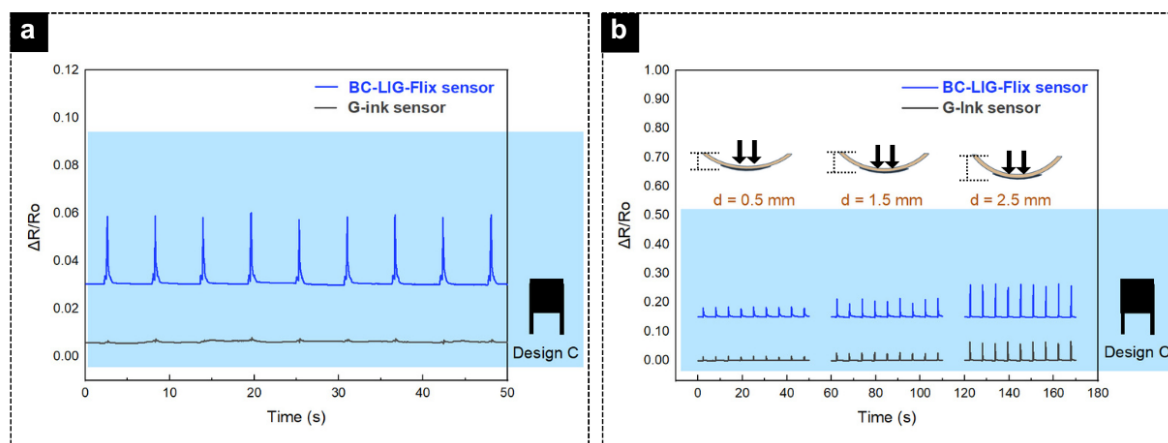 a
0.12
0.10
0.08
0.06
0.04
0.02
0.00
ΔR/Ro
BC-LIG-Flix sensor
G-ink sensor
0
10
20
30
40
50
Time (s)
Design C
b
1.00
0.90
0.80
0.70
0.60
0.50
0.40
0.30
0.20
0.10
0.00
ΔR/Ro
BC-LIG-Flix sensor
G-Ink sensor
d = 0.5 mm
d = 1.5 mm
d = 2.5 mm
0
20
40
60
80
100
120
140
160
180
Time (s)
Design C